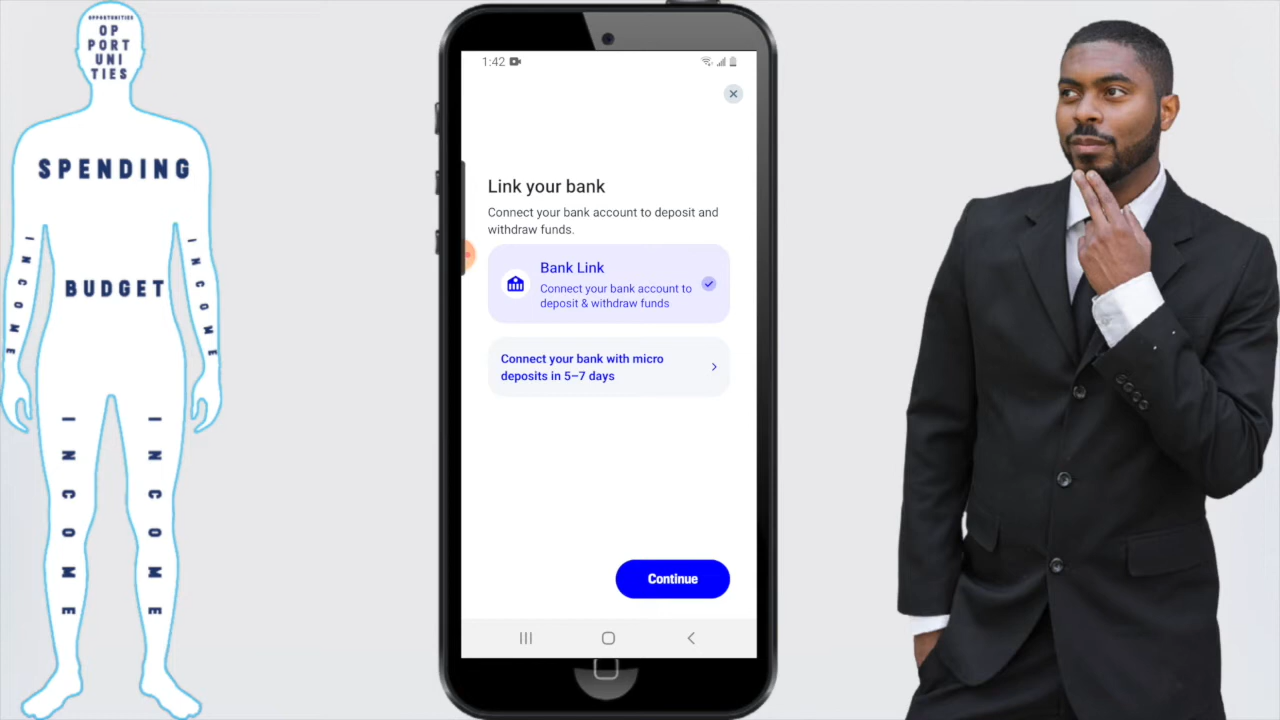 OPPORTUNITIES
OP
PORT
UNI
TIES
SPENDING
INCOME
INCOME
BUDGET
INCOME
INCOME
1:42
Link your bank
Connect your bank account to deposit and
withdraw funds.
Bank Link
Connect your bank account to
deposit & withdraw funds
Connect your bank with micro
deposits in 5–7 days
Continue